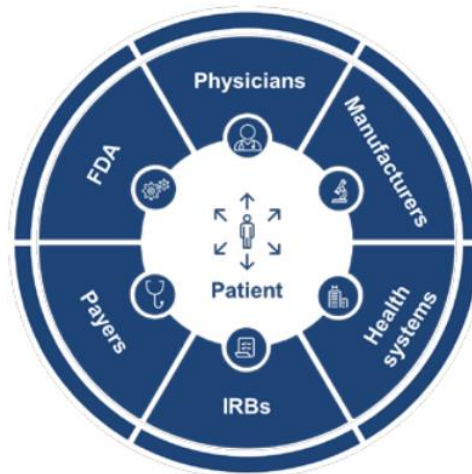 Physicians
Manufacturers
Health
systems
IRBs
Payers
FDA
Patient